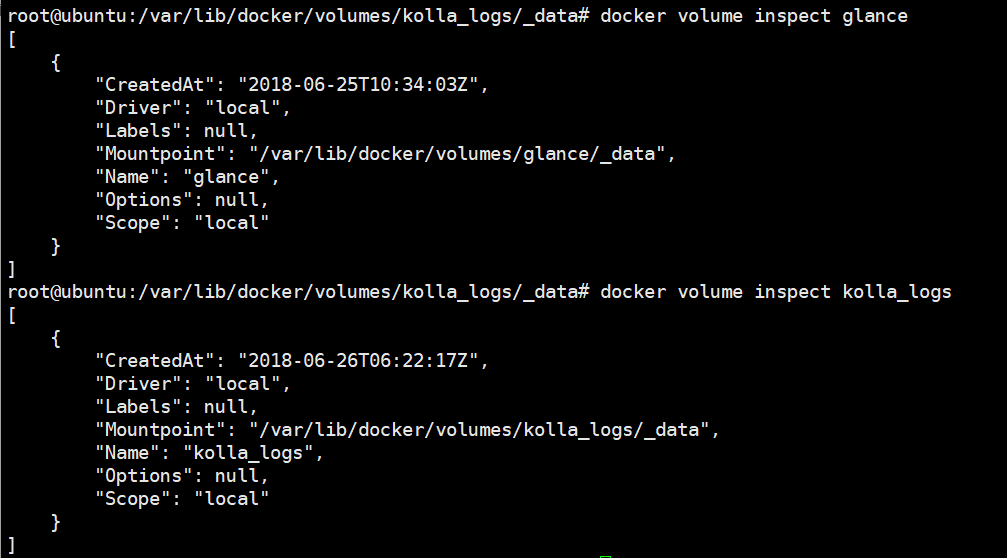 root@ubuntu:/var/lib/docker/volumes/kolla_logs/_data# docker volume inspect glance
[
    {
        "CreatedAt": "2018-06-25T10:34:03Z",
        "Driver": "local",
        "Labels": null,
        "Mountpoint": "/var/lib/docker/volumes/glance/_data",
        "Name": "glance",
        "Options": null,
        "Scope": "local"
    }
]
root@ubuntu:/var/lib/docker/volumes/kolla_logs/_data# docker volume inspect kolla_logs
[
    {
        "CreatedAt": "2018-06-26T06:22:17Z",
        "Driver": "local",
        "Labels": null,
        "Mountpoint": "/var/lib/docker/volumes/kolla_logs/_data",
        "Name": "kolla_logs",
        "Options": null,
        "Scope": "local"
    }
]